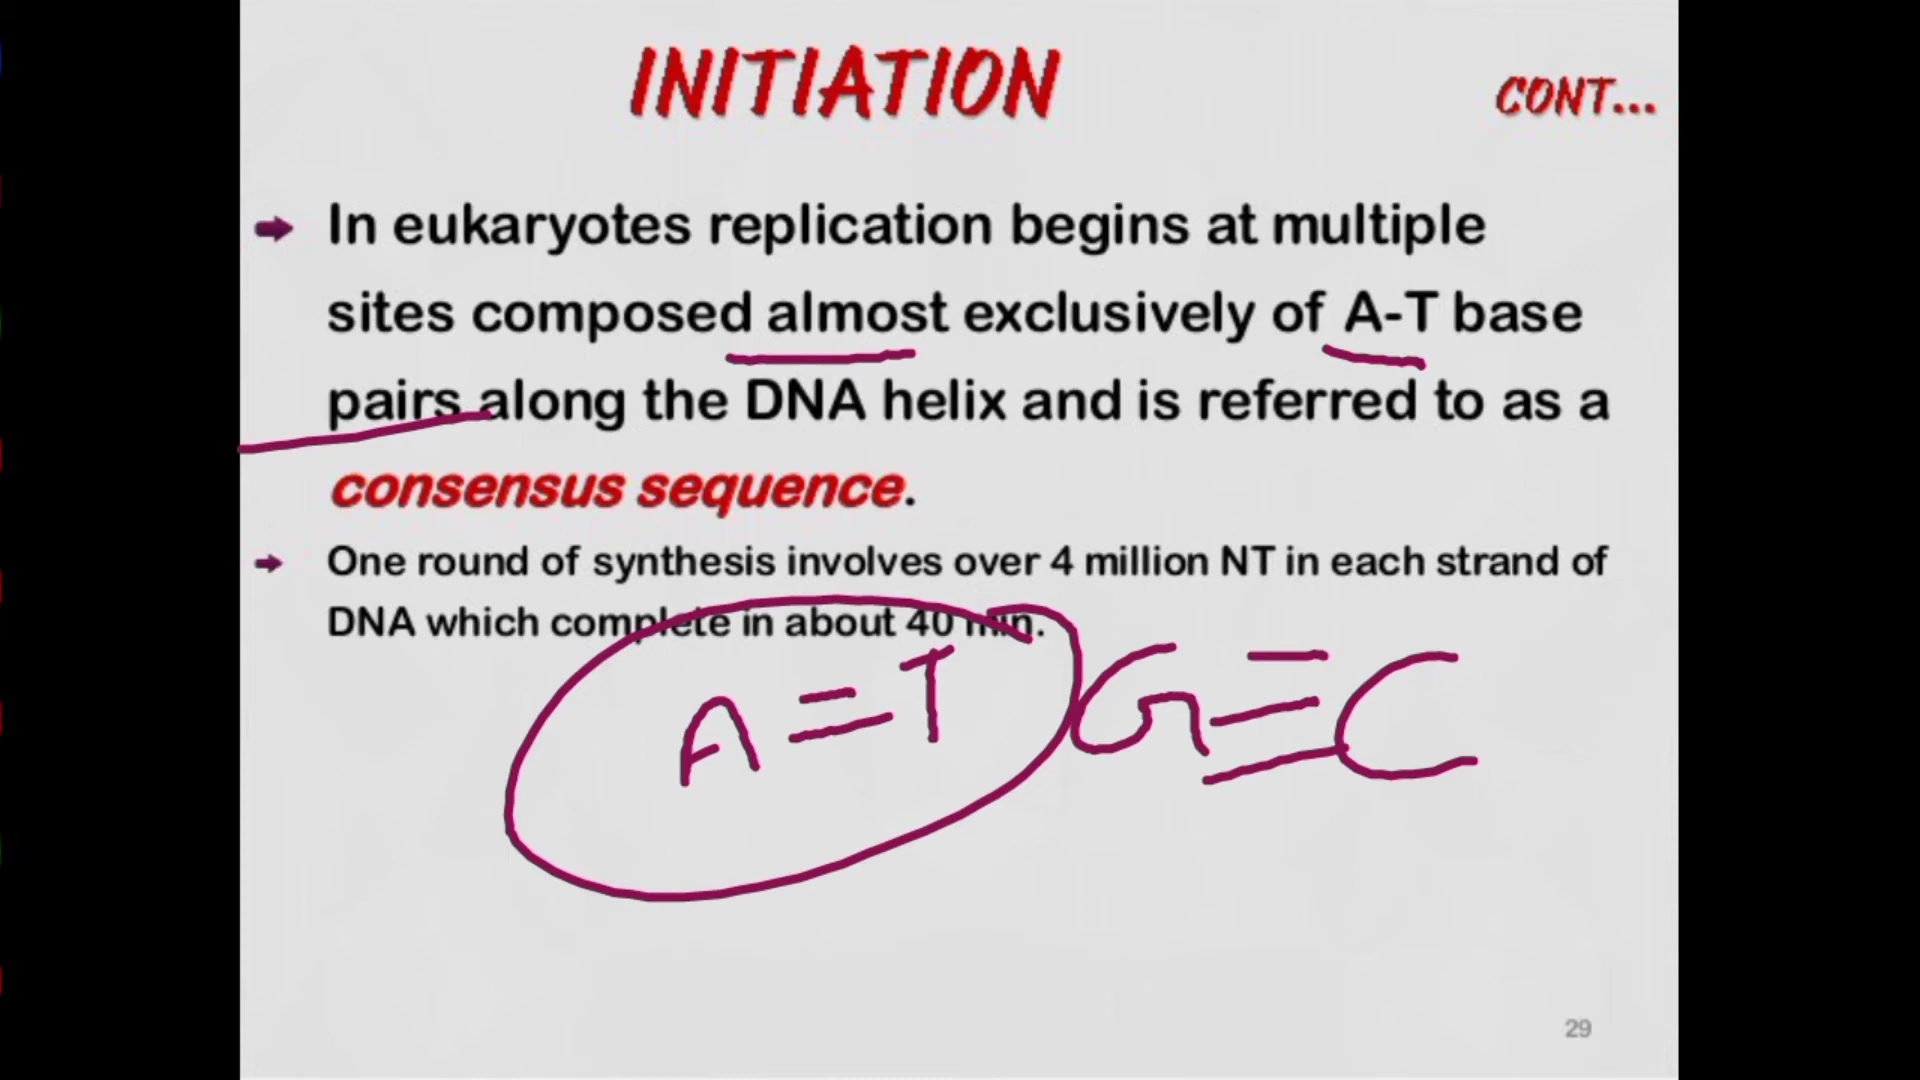 INITIATION CONT...
In eukaryotes replication begins at multiple
sites composed almost exclusively of A-T base
pairs along the DNA helix and is referred to as a
consensus sequence.
One round of synthesis involves over 4 million NT in each strand of
DNA which complete in about 40 min.
A=T G≡C
29